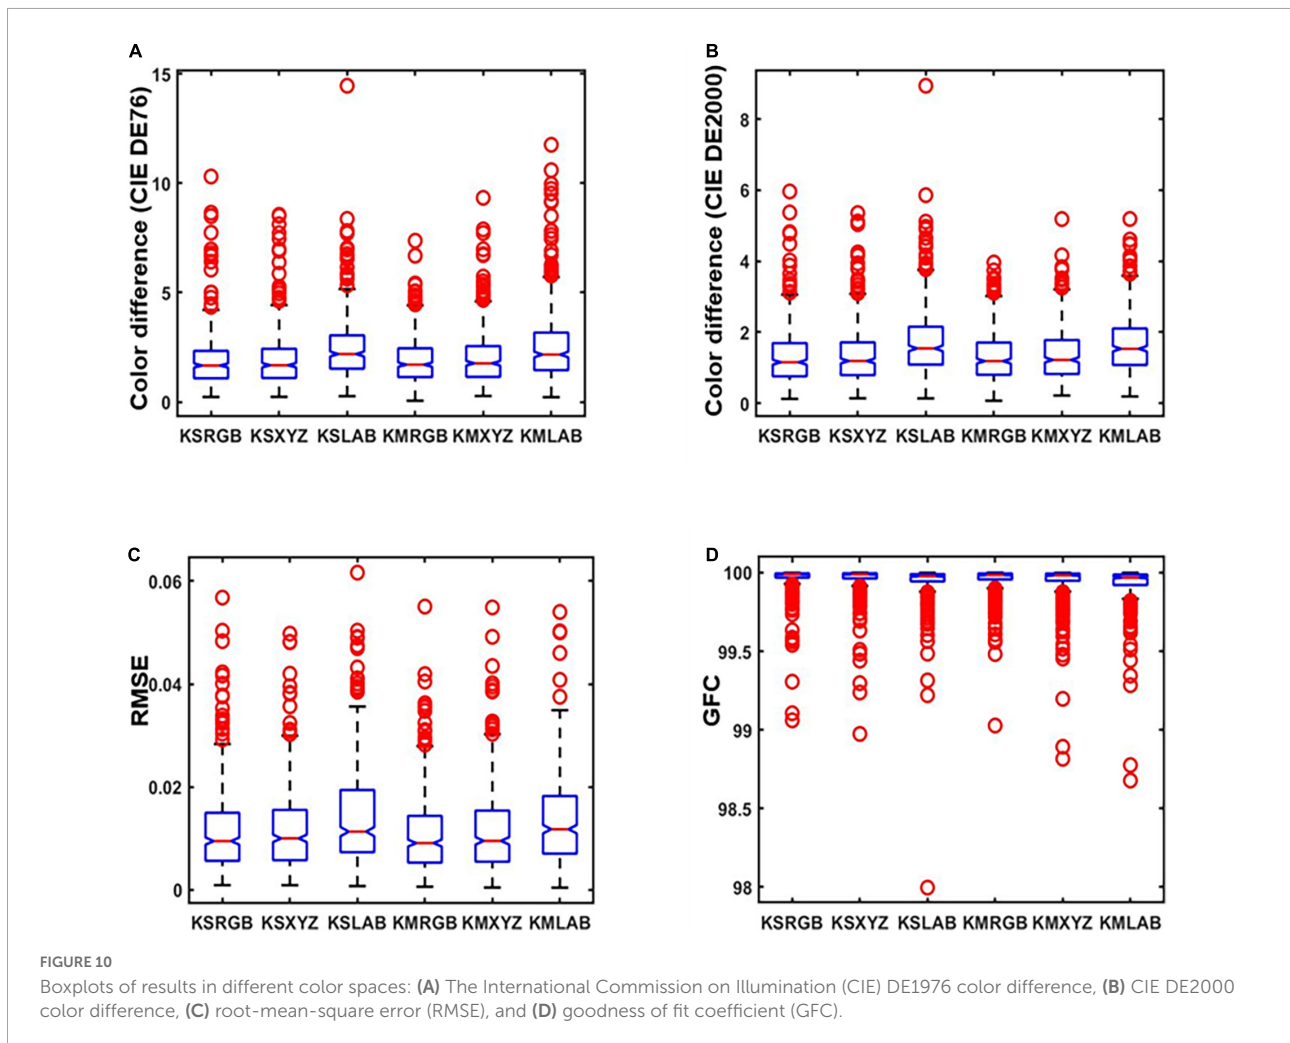 A
15
10
5
0
Color difference (CIE DE76)
KSRGB KSXYZ KSLAB KMRGB KMXYZ KMLAB
B
8
6
4
2
0
Color difference (CIE DE2000)
KSRGB KSXYZ KSLAB KMRGB KMXYZ KMLAB
C
0.06
0.04
0.02
0
RMSE
KSRGB KSXYZ KSLAB KMRGB KMXYZ KMLAB
D
100
99.5
99
98.5
98
GFC
KSRGB KSXYZ KSLAB KMRGB KMXYZ KMLAB
FIGURE 10
Boxplots of results in different color spaces: (A) The International Commission on Illumination (CIE) DE1976 color difference, (B) CIE DE2000
color difference, (C) root-mean-square error (RMSE), and (D) goodness of fit coefficient (GFC).